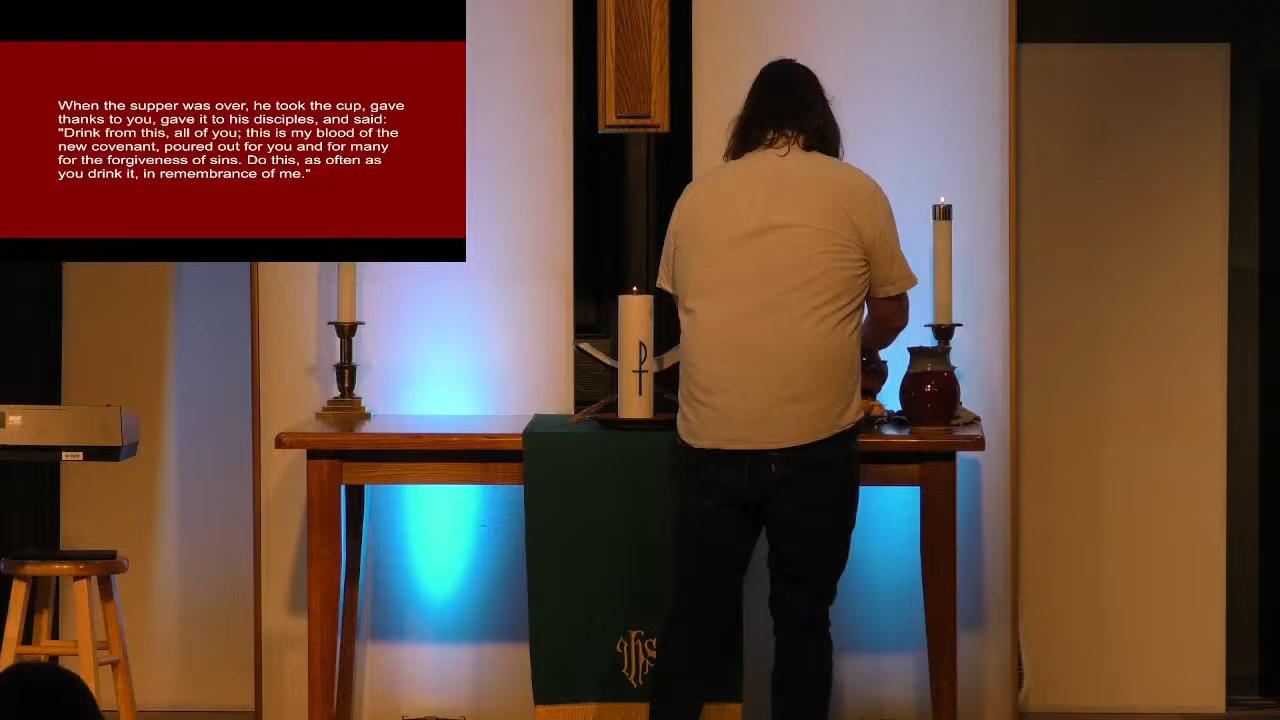 When the supper was over, he took the cup, gave
thanks to you, gave it to his disciples, and said:
"Drink from this, all of you; this is my blood of the
new covenant, poured out for you and for many
for the forgiveness of sins. Do this, as often as
you drink it, in remembrance of me."
IHS